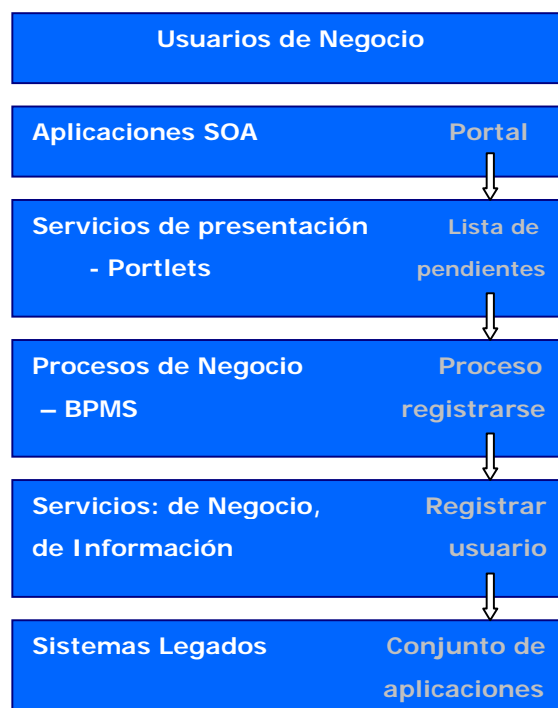 Usuarios de Negocio
Aplicaciones SOA Portal
Servicios de presentación Lista de
- Portlets pendientes
Procesos de Negocio Proceso
– BPMS registrarse
Servicios: de Negocio, Registrar
de Información usuario
Sistemas Legados Conjunto de
aplicaciones